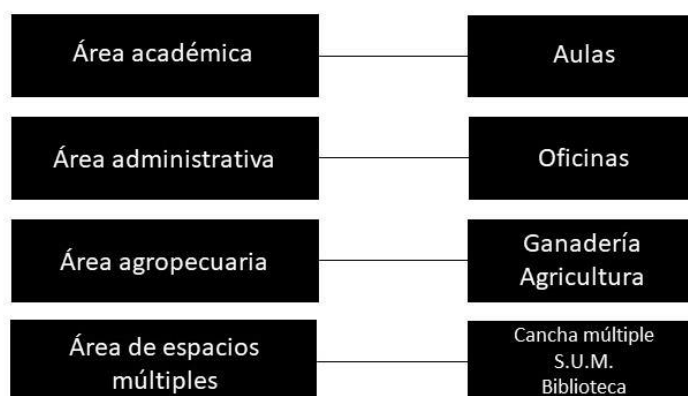 Área académica
Aulas
Área administrativa
Oficinas
Área agropecuaria
Ganadería
Agricultura
Área de espacios
múltiples
Cancha múltiple
S.U.M.
Biblioteca